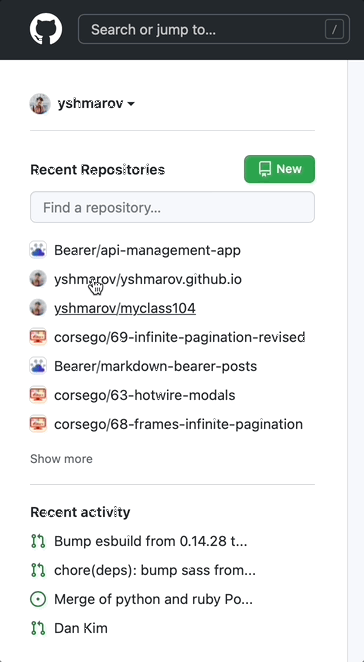 Search or jump to...
/
yshmarov
Recent Repositories
New
Find a repository...
Bearer/api-management-app
yshmarov/yshmarov.github.io
yshmarov/myclass104
corsego/69-infinite-pagination-revised
Bearer/markdown-bearer-posts
corsego/63-hotwire-modals
corsego/68-frames-infinite-pagination
Show more
Recent activity
Bump esbuild from 0.14.28 t...
chore(deps): bump sass from...
Merge of python and ruby Po...
Dan Kim